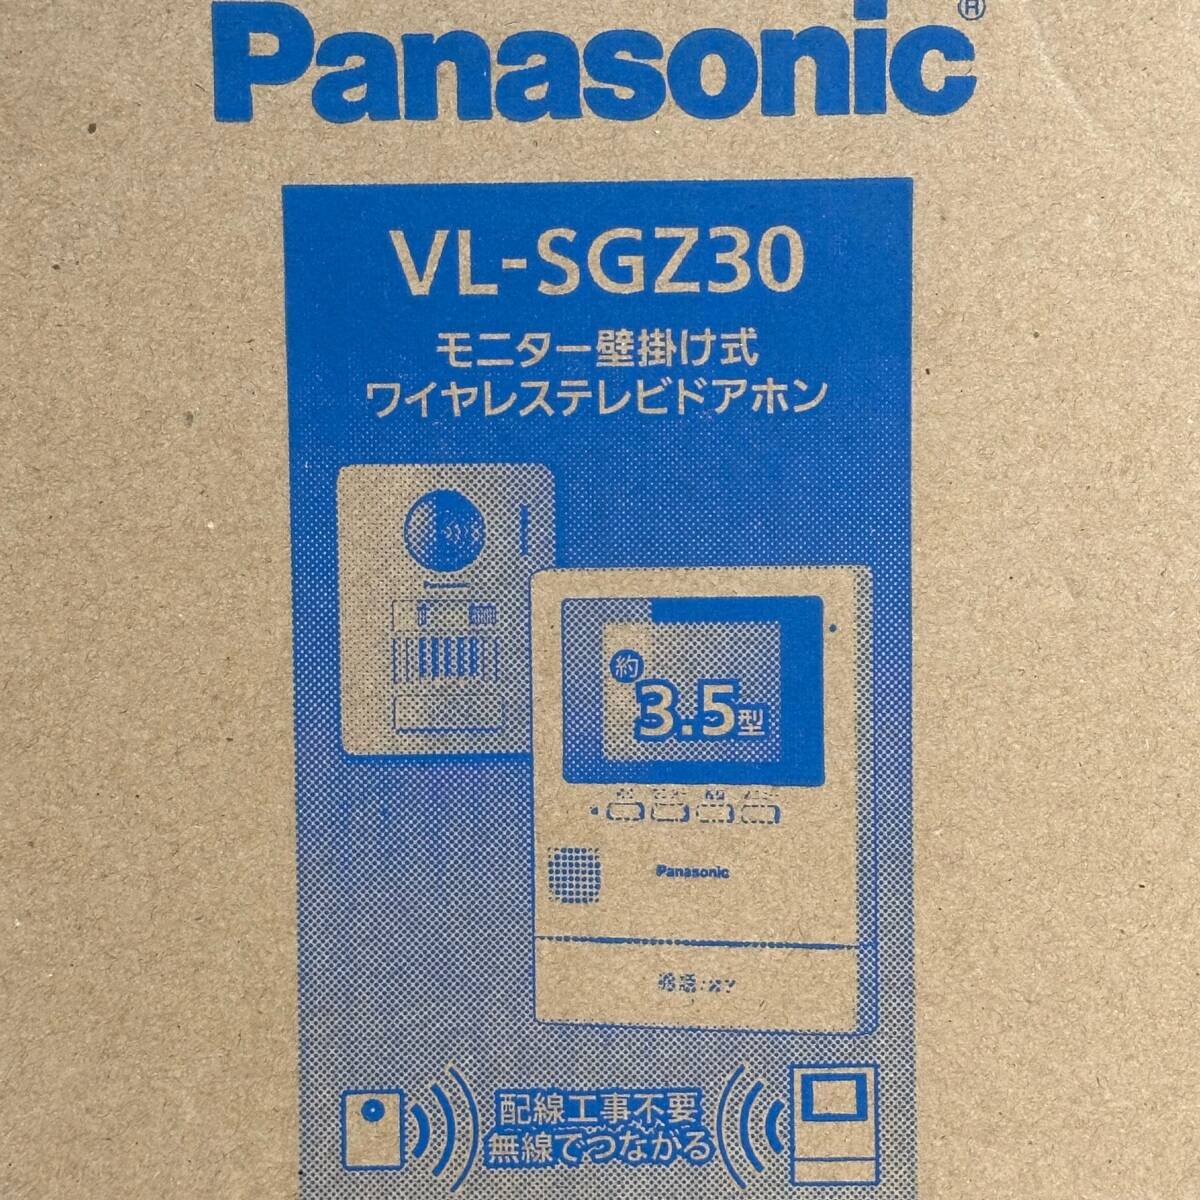 Panasonic®
VL-SGZ30
モニター壁掛け式
ワイヤレステレビドアホン
Panasonic
約
3.5型
Panasonic
配線工事不要
無線でつながる